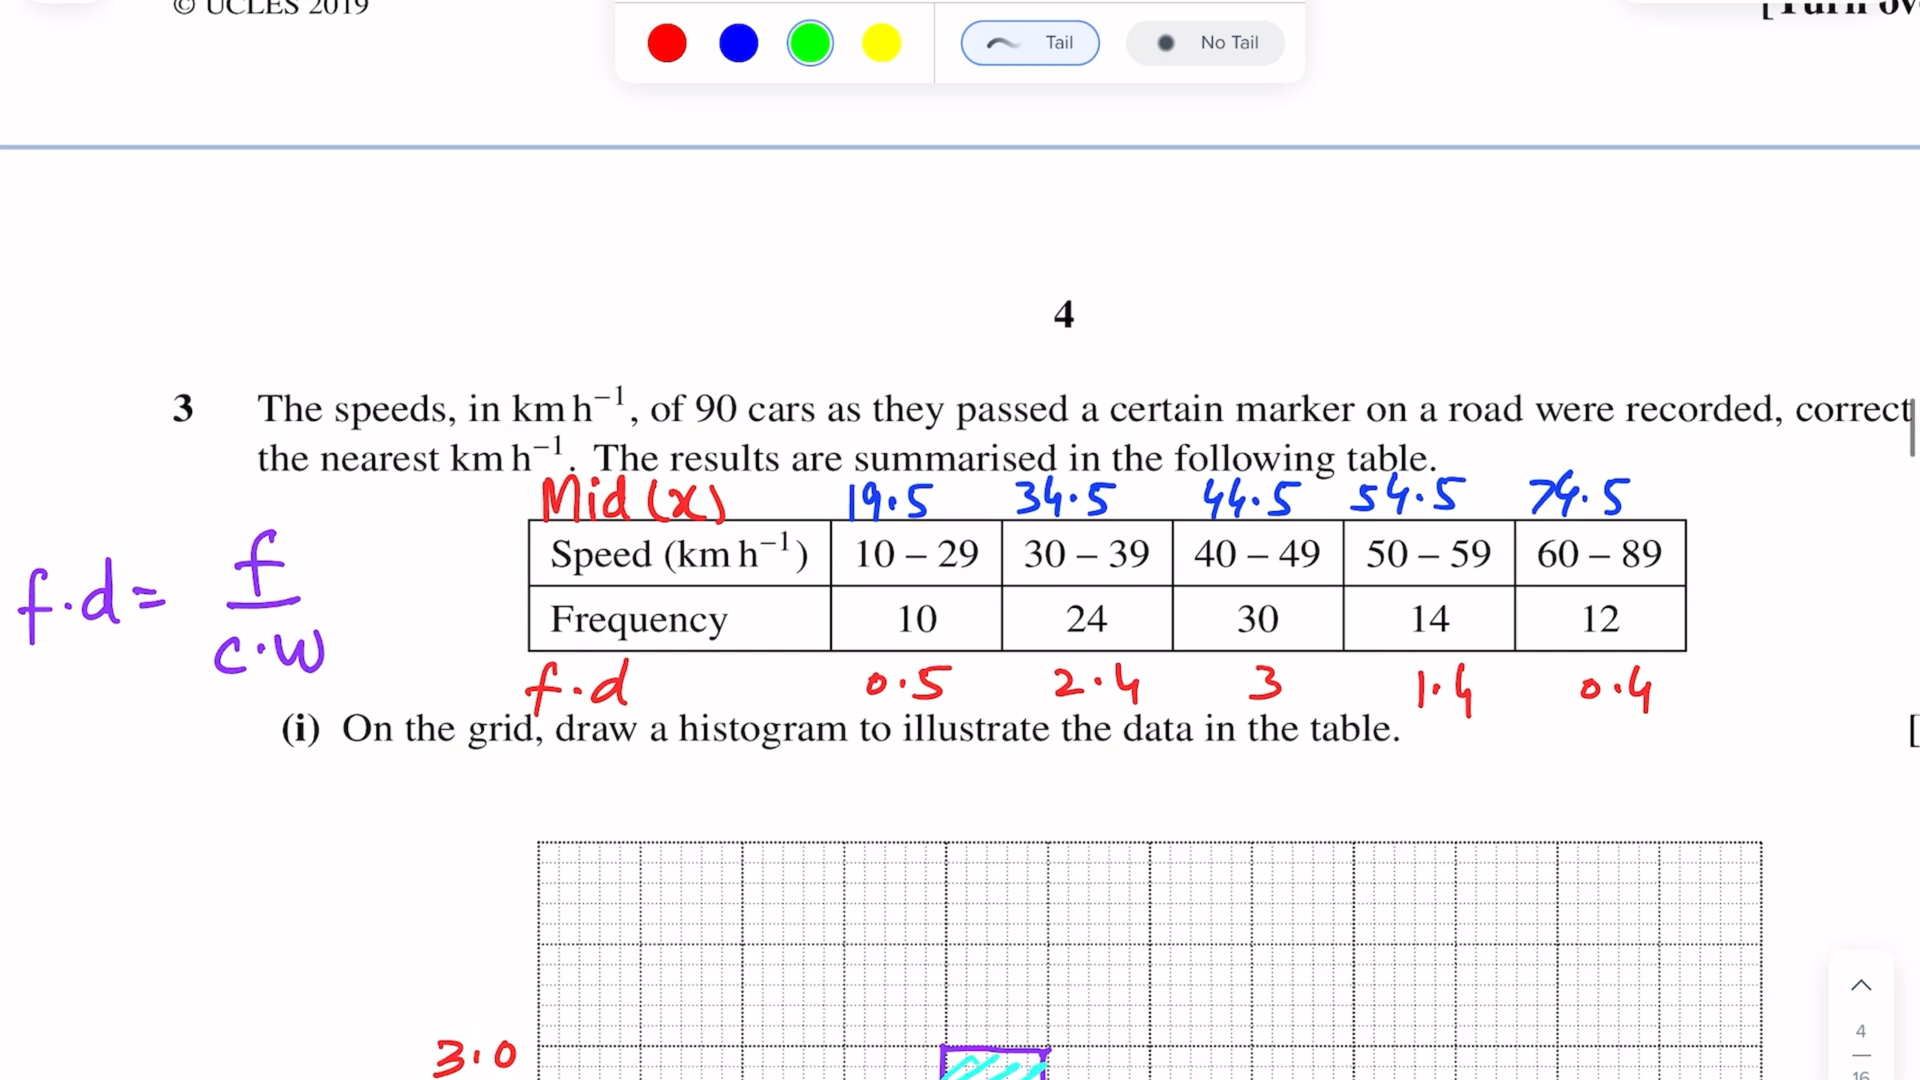 © UCLES 2019
Tail
No Tail
4
3 The speeds, in km h⁻¹, of 90 cars as they passed a certain marker on a road were recorded, correct
the nearest km h⁻¹. The results are summarised in the following table.
Mid (x) 19.5 34.5 44.5 54.5 74.5
Speed (km h⁻¹) 10 – 29 30 – 39 40 – 49 50 – 59 60 – 89
Frequency 10 24 30 14 12
f.d 0.5 2.4 3 1.4 0.4
f.d = f / c.w
(i) On the grid, draw a histogram to illustrate the data in the table.
3.0
4